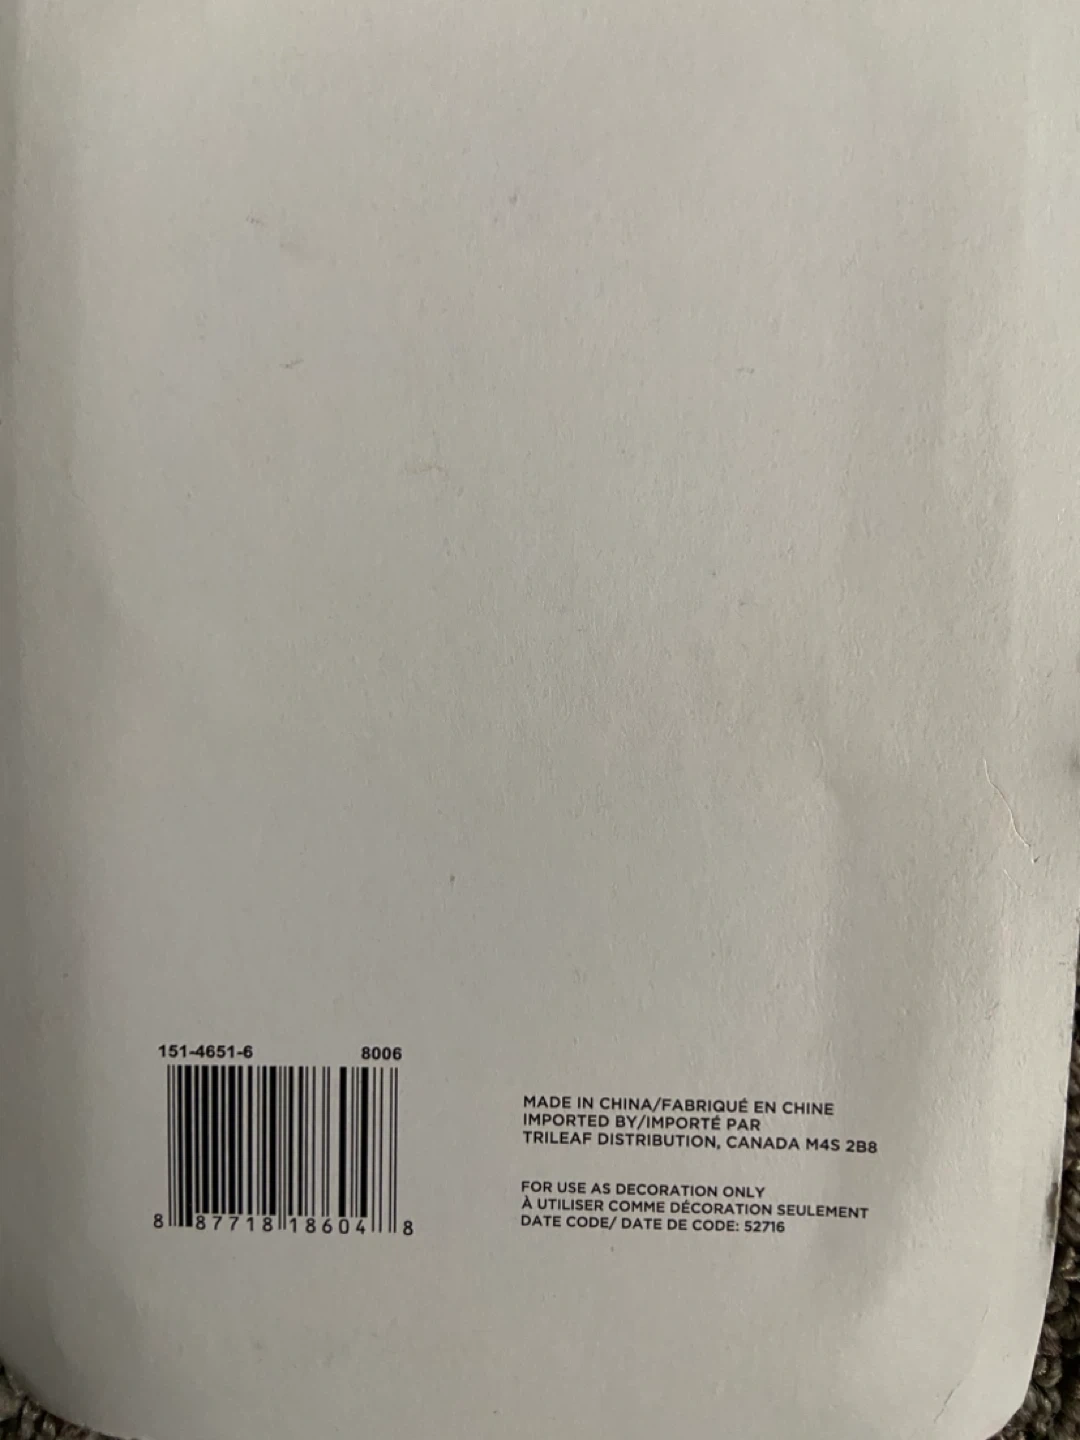 151-4651-6 8006
8 87718 18604 8
MADE IN CHINA/FABRIQUÉ EN CHINE
IMPORTED BY/IMPORTÉ PAR
TRILEAF DISTRIBUTION, CANADA M4S 2B8
FOR USE AS DECORATION ONLY
À UTILISER COMME DÉCORATION SEULEMENT
DATE CODE/ DATE DE CODE: 52716